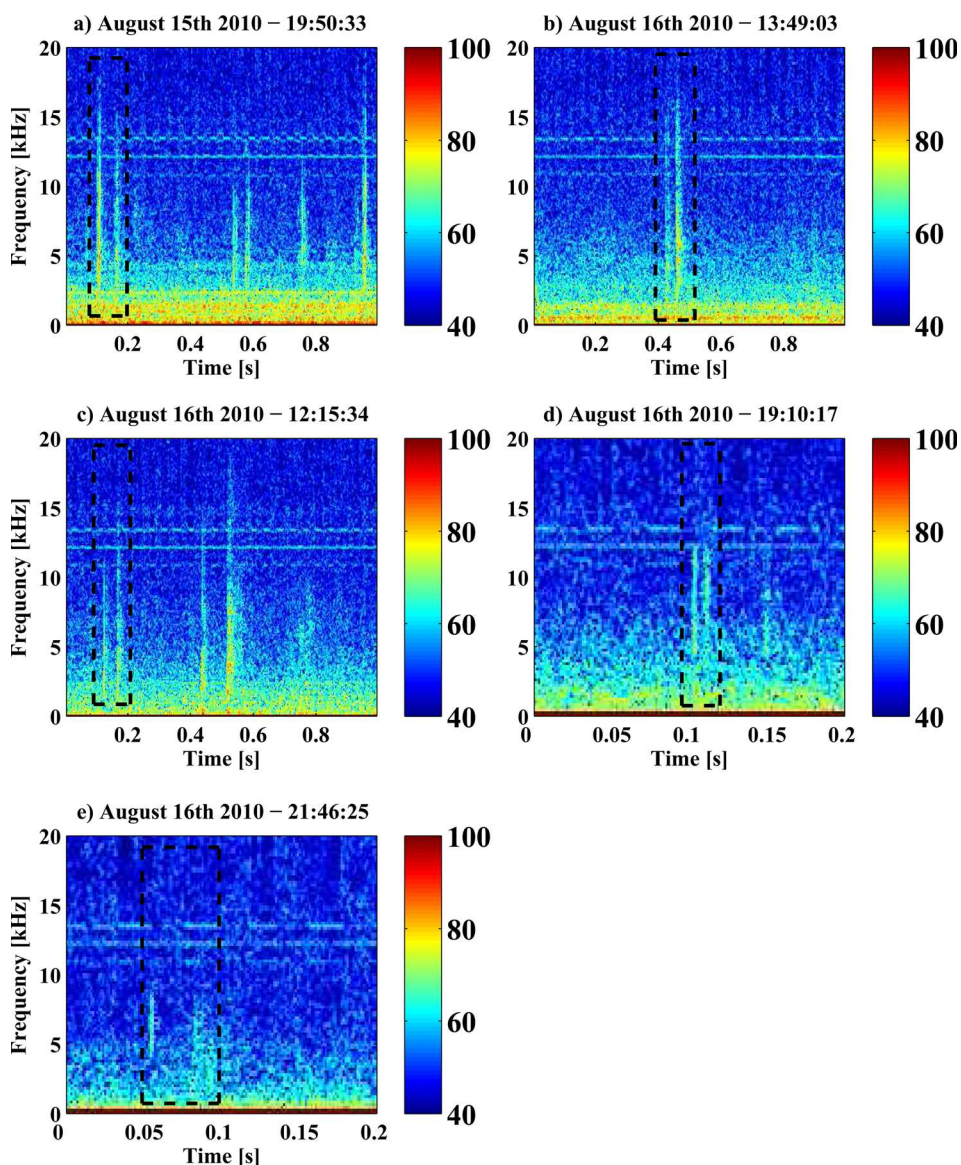 a) August 15th 2010 − 19:50:33
b) August 16th 2010 − 13:49:03
20
15
10
5
0
Frequency [kHz]
0.2 0.4 0.6 0.8
Time [s]
100
80
60
40
20
15
10
5
0
0.2 0.4 0.6 0.8
Time [s]
100
80
60
40
c) August 16th 2010 − 12:15:34
d) August 16th 2010 − 19:10:17
20
15
10
5
0
Frequency [kHz]
0.2 0.4 0.6 0.8
Time [s]
100
80
60
40
20
15
10
5
0
0 0.05 0.1 0.15 0.2
Time [s]
100
80
60
40
e) August 16th 2010 − 21:46:25
20
15
10
5
0
Frequency [kHz]
0 0.05 0.1 0.15 0.2
Time [s]
100
80
60
40